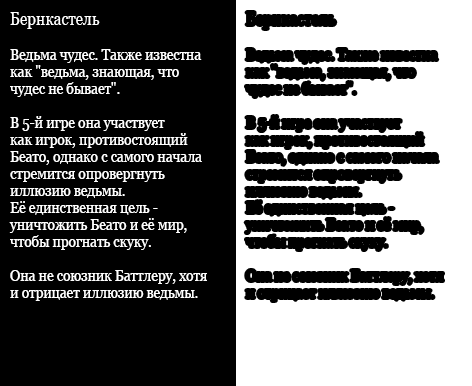 Бернкастель
Ведьма чудес. Также известна
как "ведьма, знающая, что
чудес не бывает".
В 5-й игре она участвует
как игрок, противостоящий
Беато, однако с самого начала
стремится опровергнуть
иллюзию ведьмы.
Её единственная цель -
уничтожить Беато и её мир,
чтобы прогнать скуку.
Она не союзник Баттлеру, хотя
и отрицает иллюзию ведьмы.
Бернкастель
Ведьма чудес. Также известна
как "ведьма, знающая, что
чудес не бывает".
В 5-й игре она участвует
как игрок, противостоящий
Беато, однако с самого начала
стремится опровергнуть
иллюзию ведьмы.
Её единственная цель -
уничтожить Беато и её мир,
чтобы прогнать скуку.
Она не союзник Баттлеру, хотя
и отрицает иллюзию ведьмы.